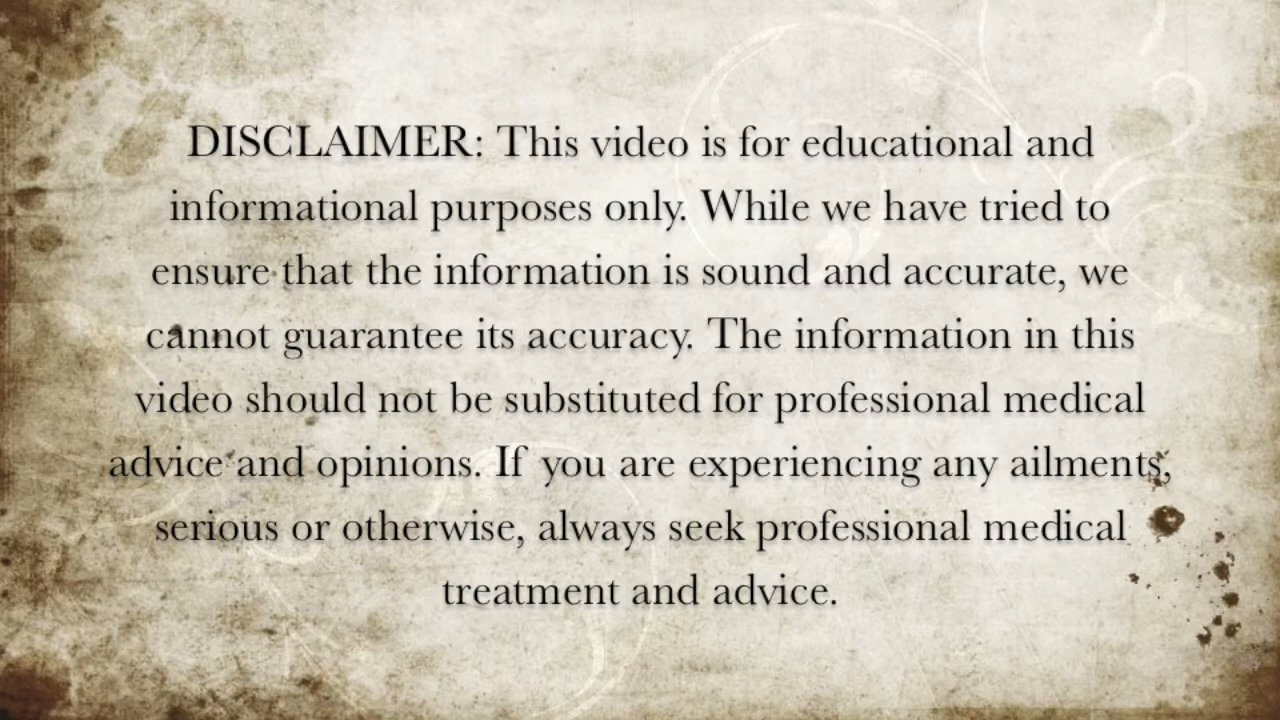 DISCLAIMER: This video is for educational and
informational purposes only. While we have tried to
ensure that the information is sound and accurate, we
cannot guarantee its accuracy. The information in this
video should not be substituted for professional medical
advice and opinions. If you are experiencing any ailments,
serious or otherwise, always seek professional medical
treatment and advice.